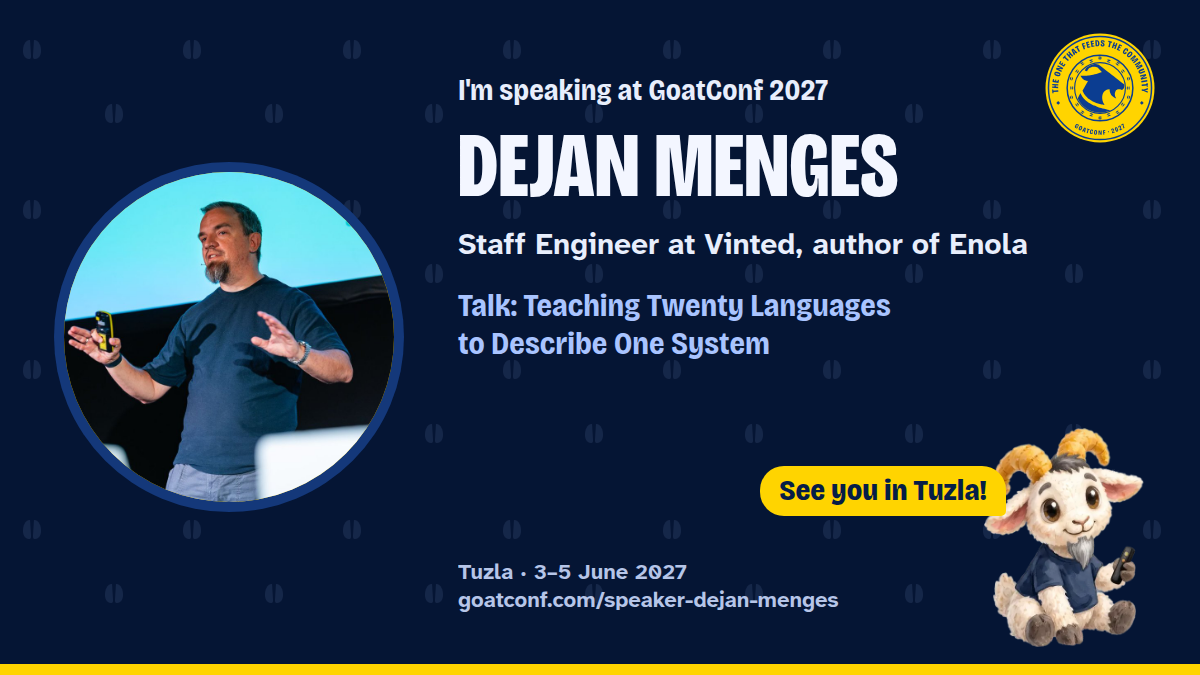 I'm speaking at GoatConf 2027
DEJAN MENGES
Staff Engineer at Vinted, author of Enola
Talk: Teaching Twenty Languages
to Describe One System
See you in Tuzla!
Tuzla · 3–5 June 2027
goatconf.com/speaker-dejan-menges
THE ONE THAT FEEDS THE COMMUNITY
GOATCONF · 2027